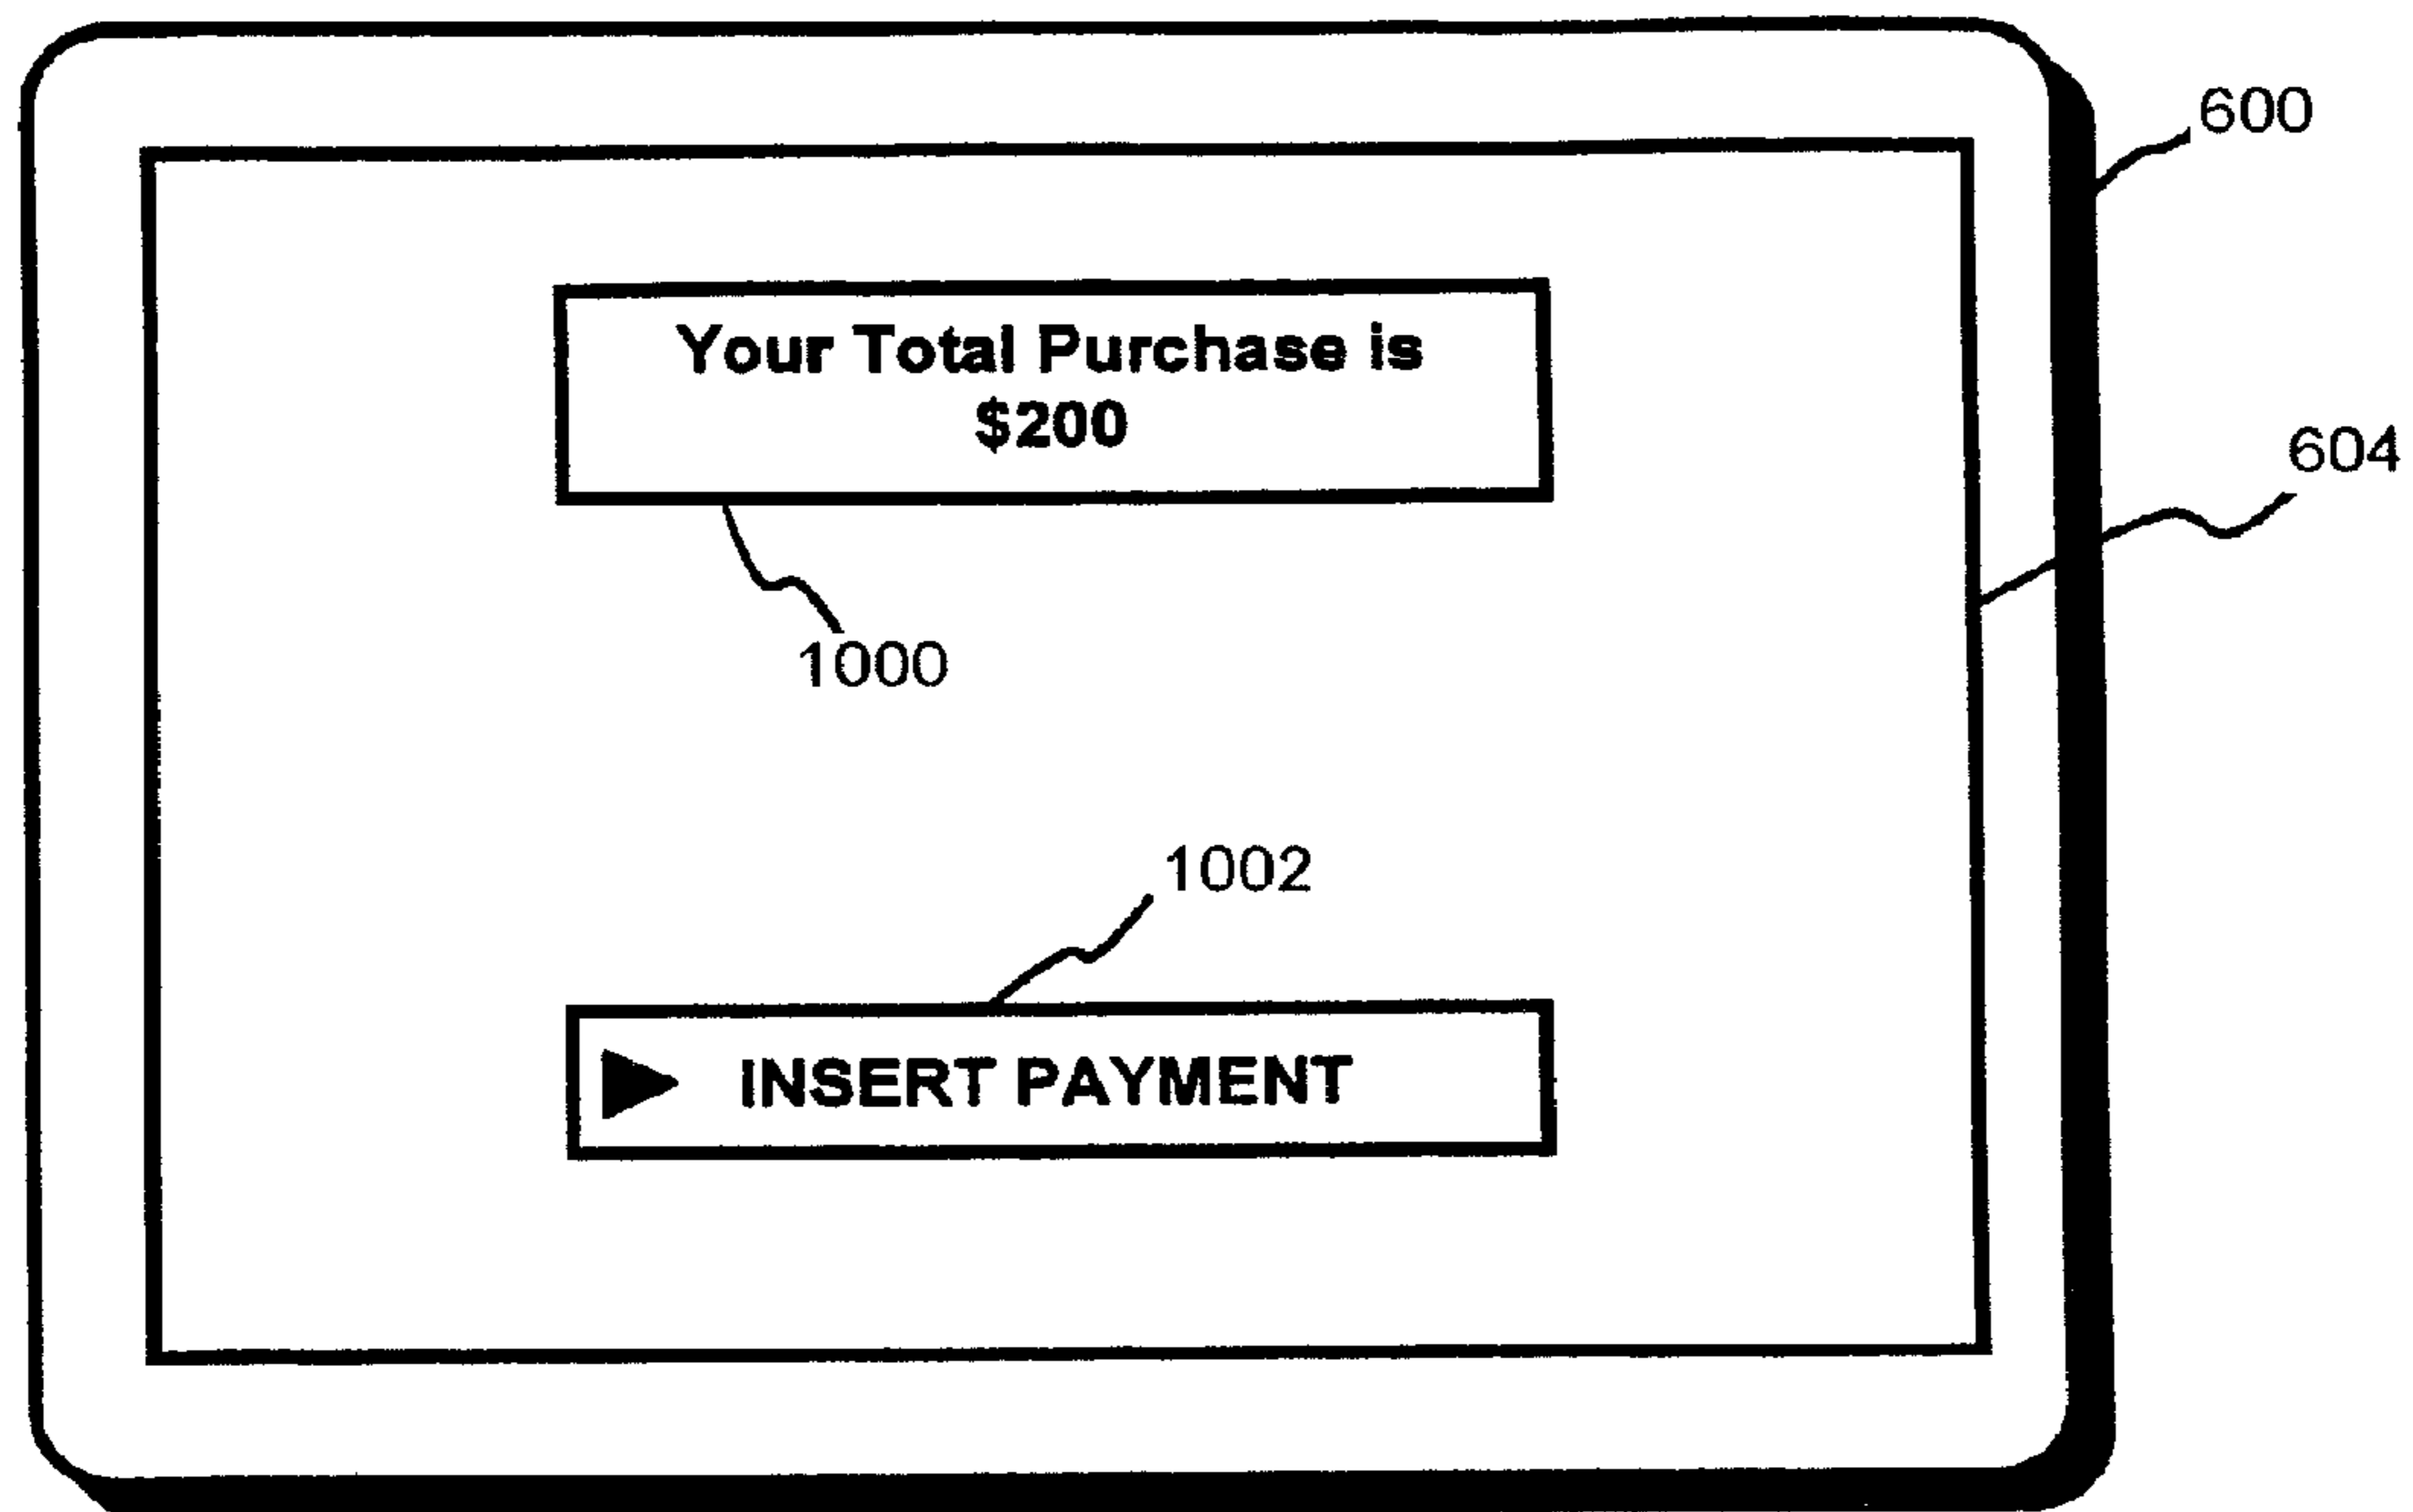 600
Your Total Purchase is
$200
604
1000
1002
INSERT PAYMENT